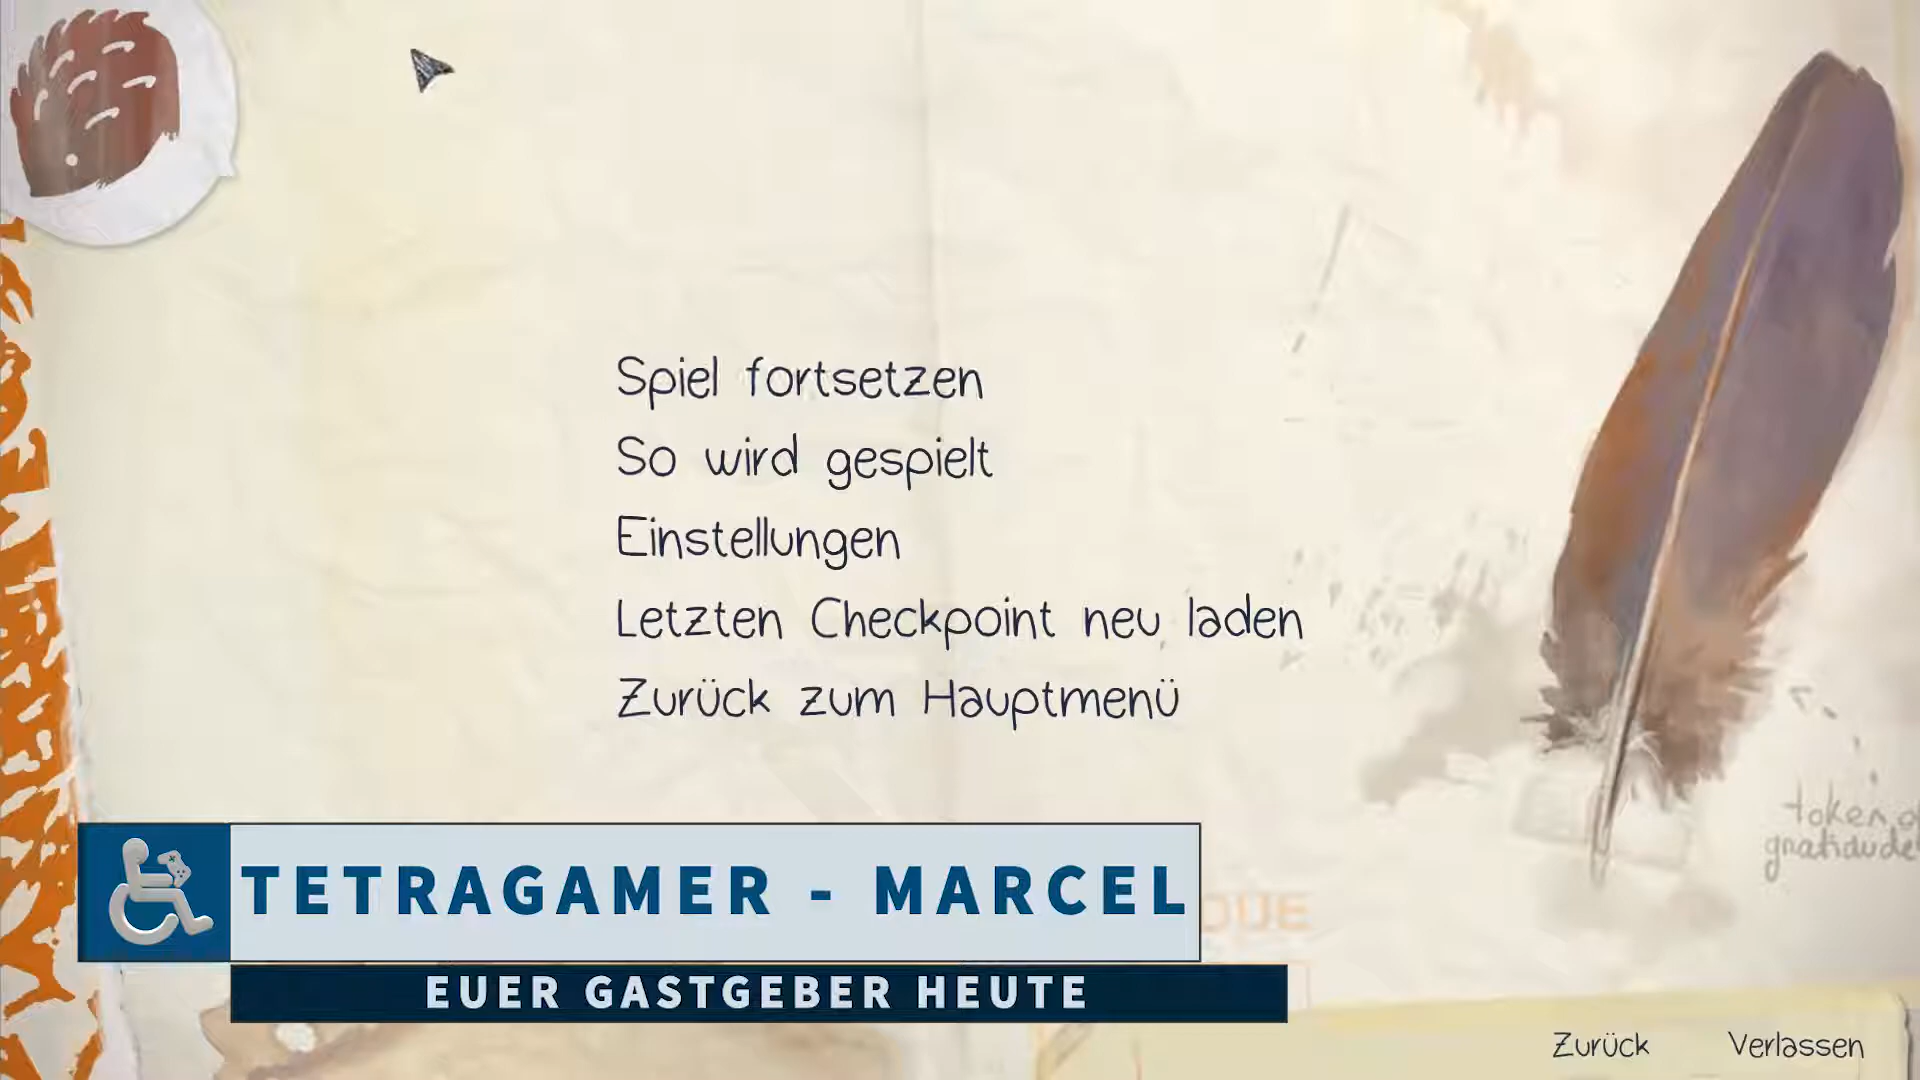 Spiel fortsetzen
So wird gespielt
Einstellungen
Letzten Checkpoint neu laden
Zurück zum Hauptmenü
token
TETRAGAMER - MARCEL
EUER GASTGEBER HEUTE
Zurück Verlassen